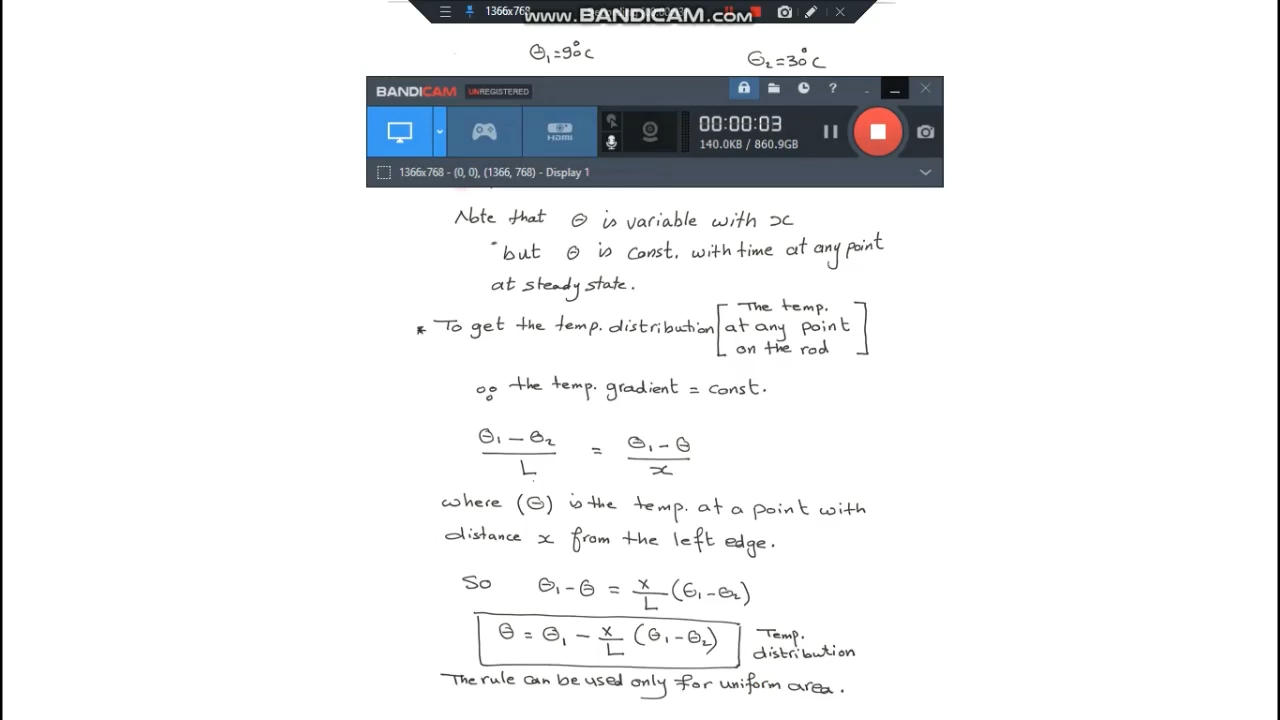 1366x768
www.BANDICAM.com
Θ₁=90°C
Θ₂=30°C
BANDICAM UNREGISTERED
?
HDMI
00:00:03
140.0KB / 860.9GB
1366x768 - (0, 0), (1366, 768) - Display 1
Note that Θ is variable with x
but Θ is const. with time at any point
at steady state.
* To get the temp. distribution [The temp. at any point on the rod]
∵ the temp. gradient = const.
(Θ₁ - Θ₂)/L = (Θ₁ - Θ)/x
where (Θ) is the temp. at a point with
distance x from the left edge.
So Θ₁ - Θ = x/L (Θ₁ - Θ₂)
Θ = Θ₁ - x/L (Θ₁ - Θ₂) Temp. distribution
The rule can be used only for uniform area.